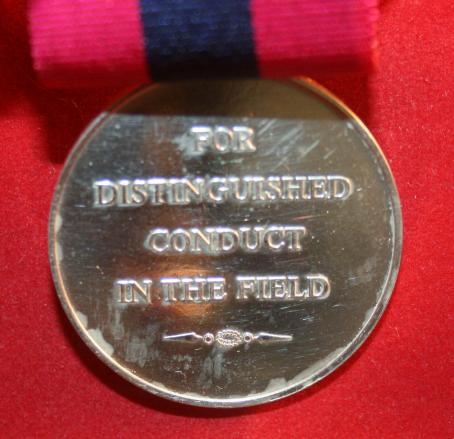 FOR
DISTINGUISHED
CONDUCT
IN THE FIELD